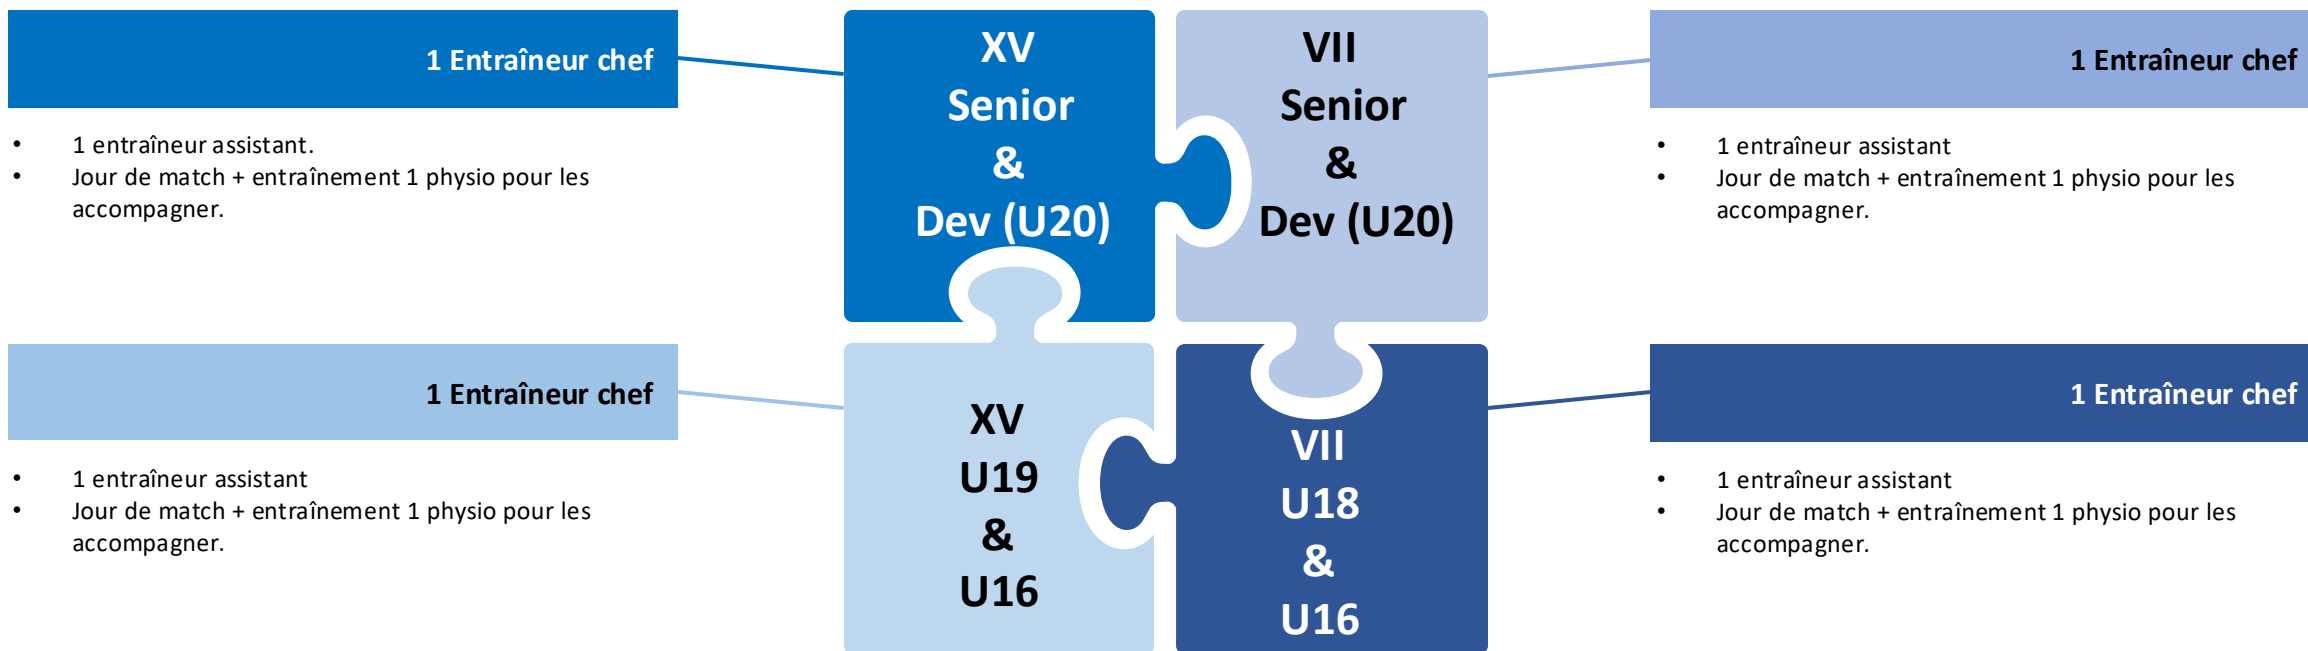 1 Entraîneur chef
• 1 entraîneur assistant.
• Jour de match + entraînement 1 physio pour les
accompagner.
XV
Senior
&
Dev (U20)
VII
Senior
&
Dev (U20)
1 Entraîneur chef
• 1 entraîneur assistant
• Jour de match + entraînement 1 physio pour les
accompagner.
1 Entraîneur chef
• 1 entraîneur assistant
• Jour de match + entraînement 1 physio pour les
accompagner.
XV
U19
&
U16
VII
U18
&
U16
1 Entraîneur chef
• 1 entraîneur assistant
• Jour de match + entraînement 1 physio pour les
accompagner.